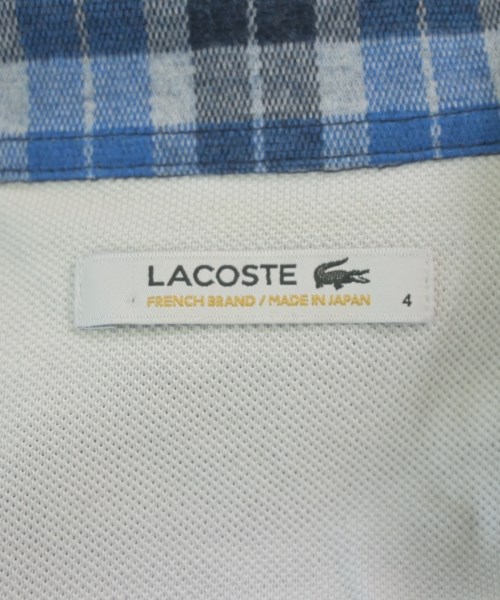 LACOSTE
FRENCH BRAND / MADE IN JAPAN 4